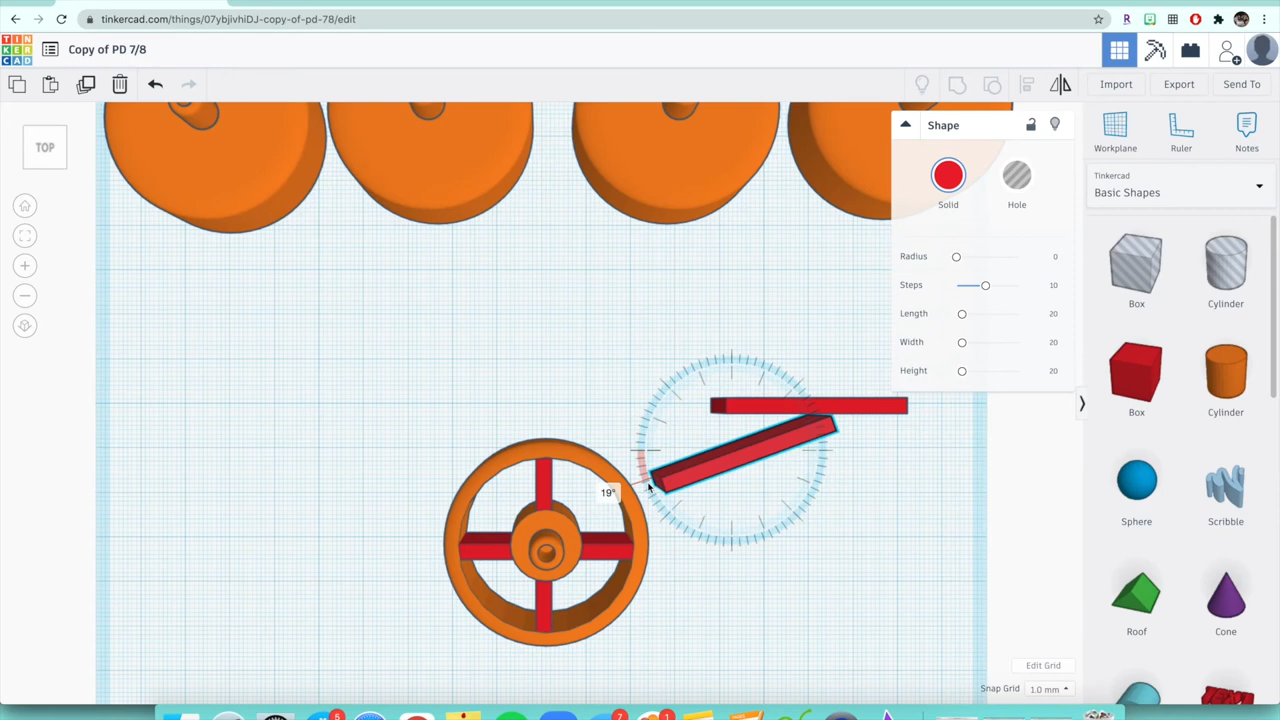 tinkercad.com/things/07ybjivhiDJ-copy-of-pd-78/edit
R
TIN
KER
CAD
Copy of PD 7/8
Import
Export
Send To
TOP
Shape
Solid
Hole
Radius 0
Steps 10
Length 20
Width 20
Height 20
Workplane
Ruler
Notes
Tinkercad
Basic Shapes
Box
Cylinder
Box
Cylinder
Sphere
Scribble
Roof
Cone
19°
Edit Grid
Snap Grid 1.0 mm
5
7
1